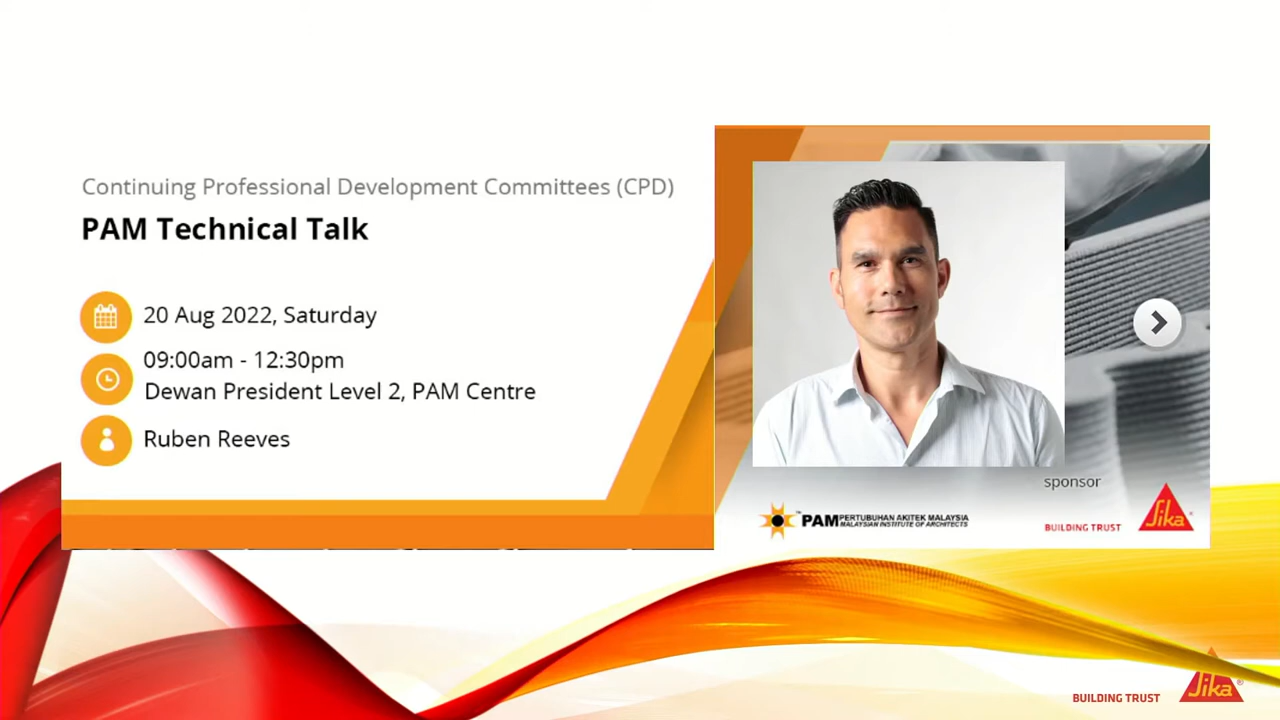 Continuing Professional Development Committees (CPD)
PAM Technical Talk
20 Aug 2022, Saturday
09:00am - 12:30pm
Dewan President Level 2, PAM Centre
Ruben Reeves
sponsor
PAM PERTUBUHAN AKITEK MALAYSIA
MALAYSIAN INSTITUTE OF ARCHITECTS
BUILDING TRUST
Sika
BUILDING TRUST
Sika